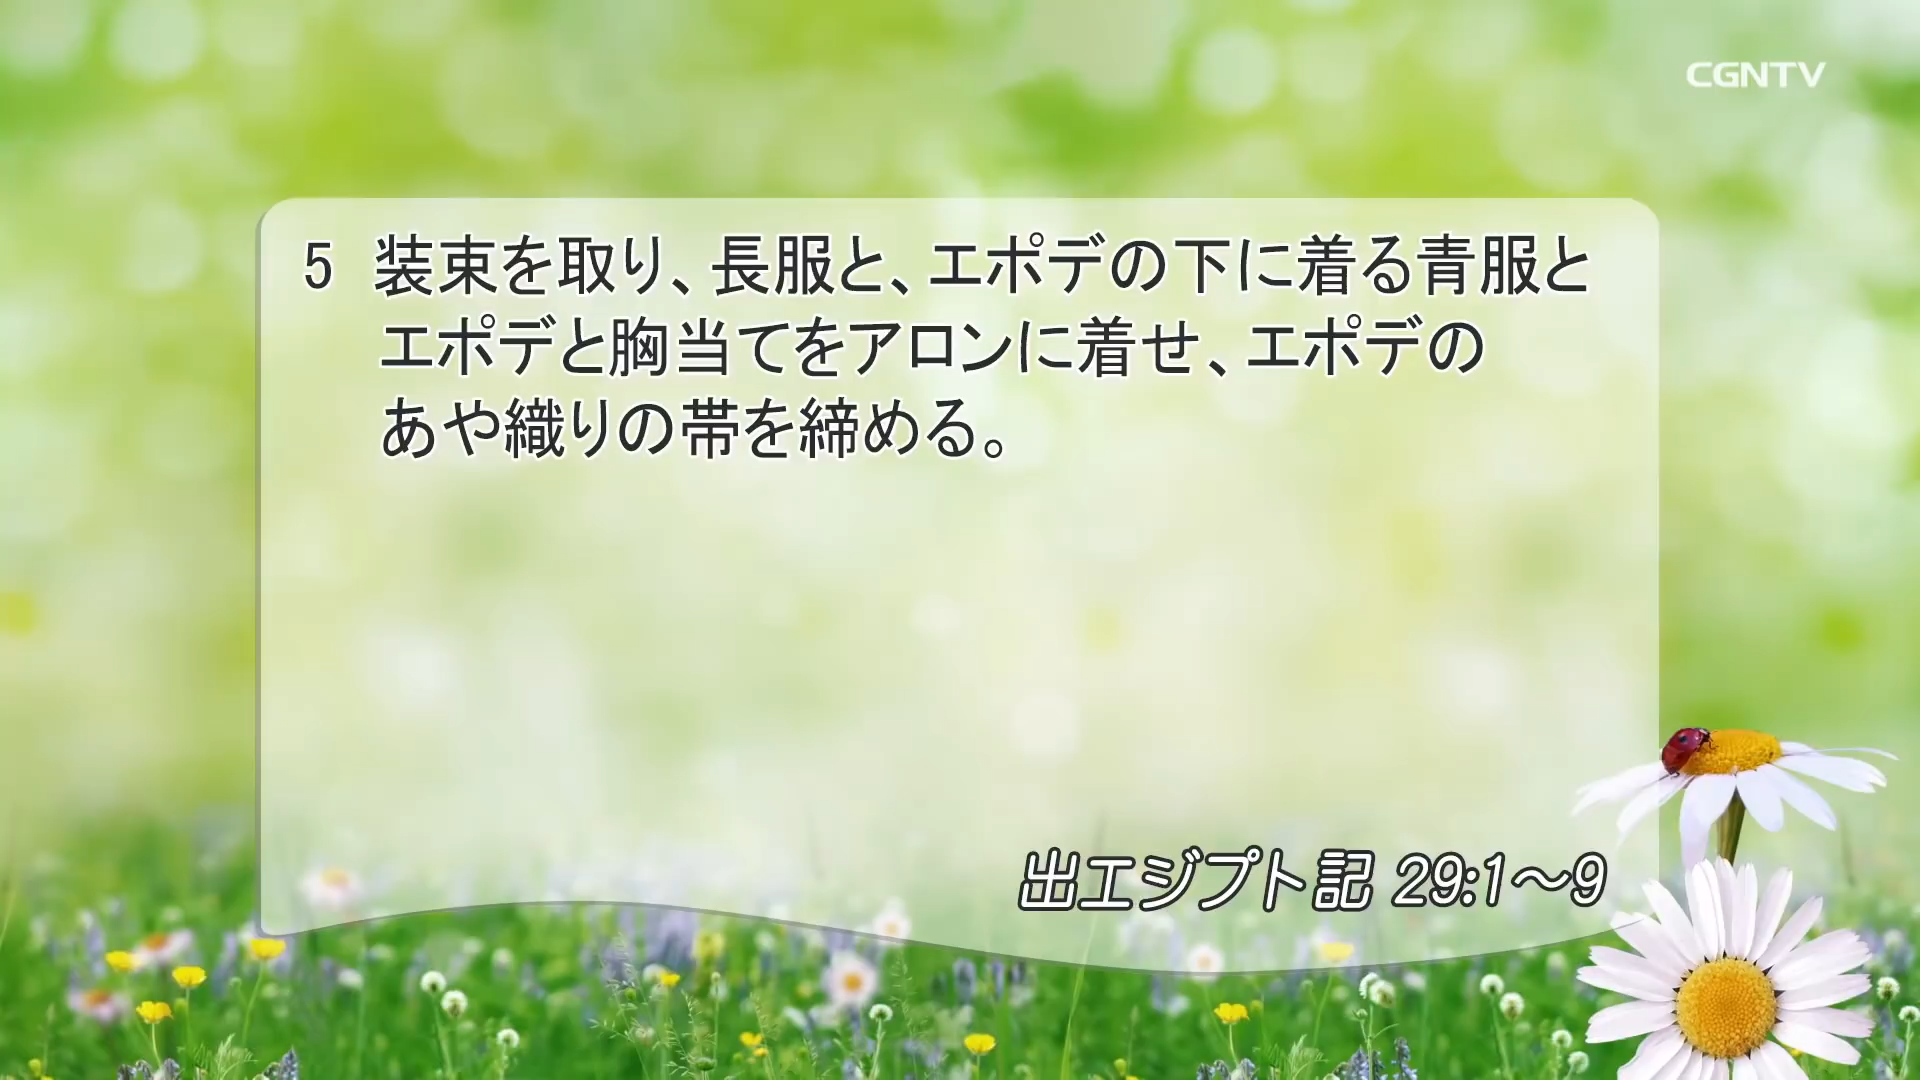 CGNTV
5 装束を取り、長服と、エポデの下に着る青服と
エポデと胸当てをアロンに着せ、エポデの
あや織りの帯を締める。
出エジプト記 29:1～9